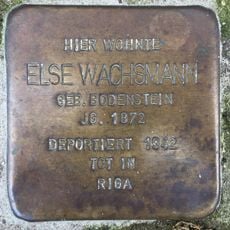 HIER WOHNTE
ELSE WACHSMANN
GEB. BODENSTEIN
JG. 1872
DEPORTIERT 1942
TOT IN
RIGA